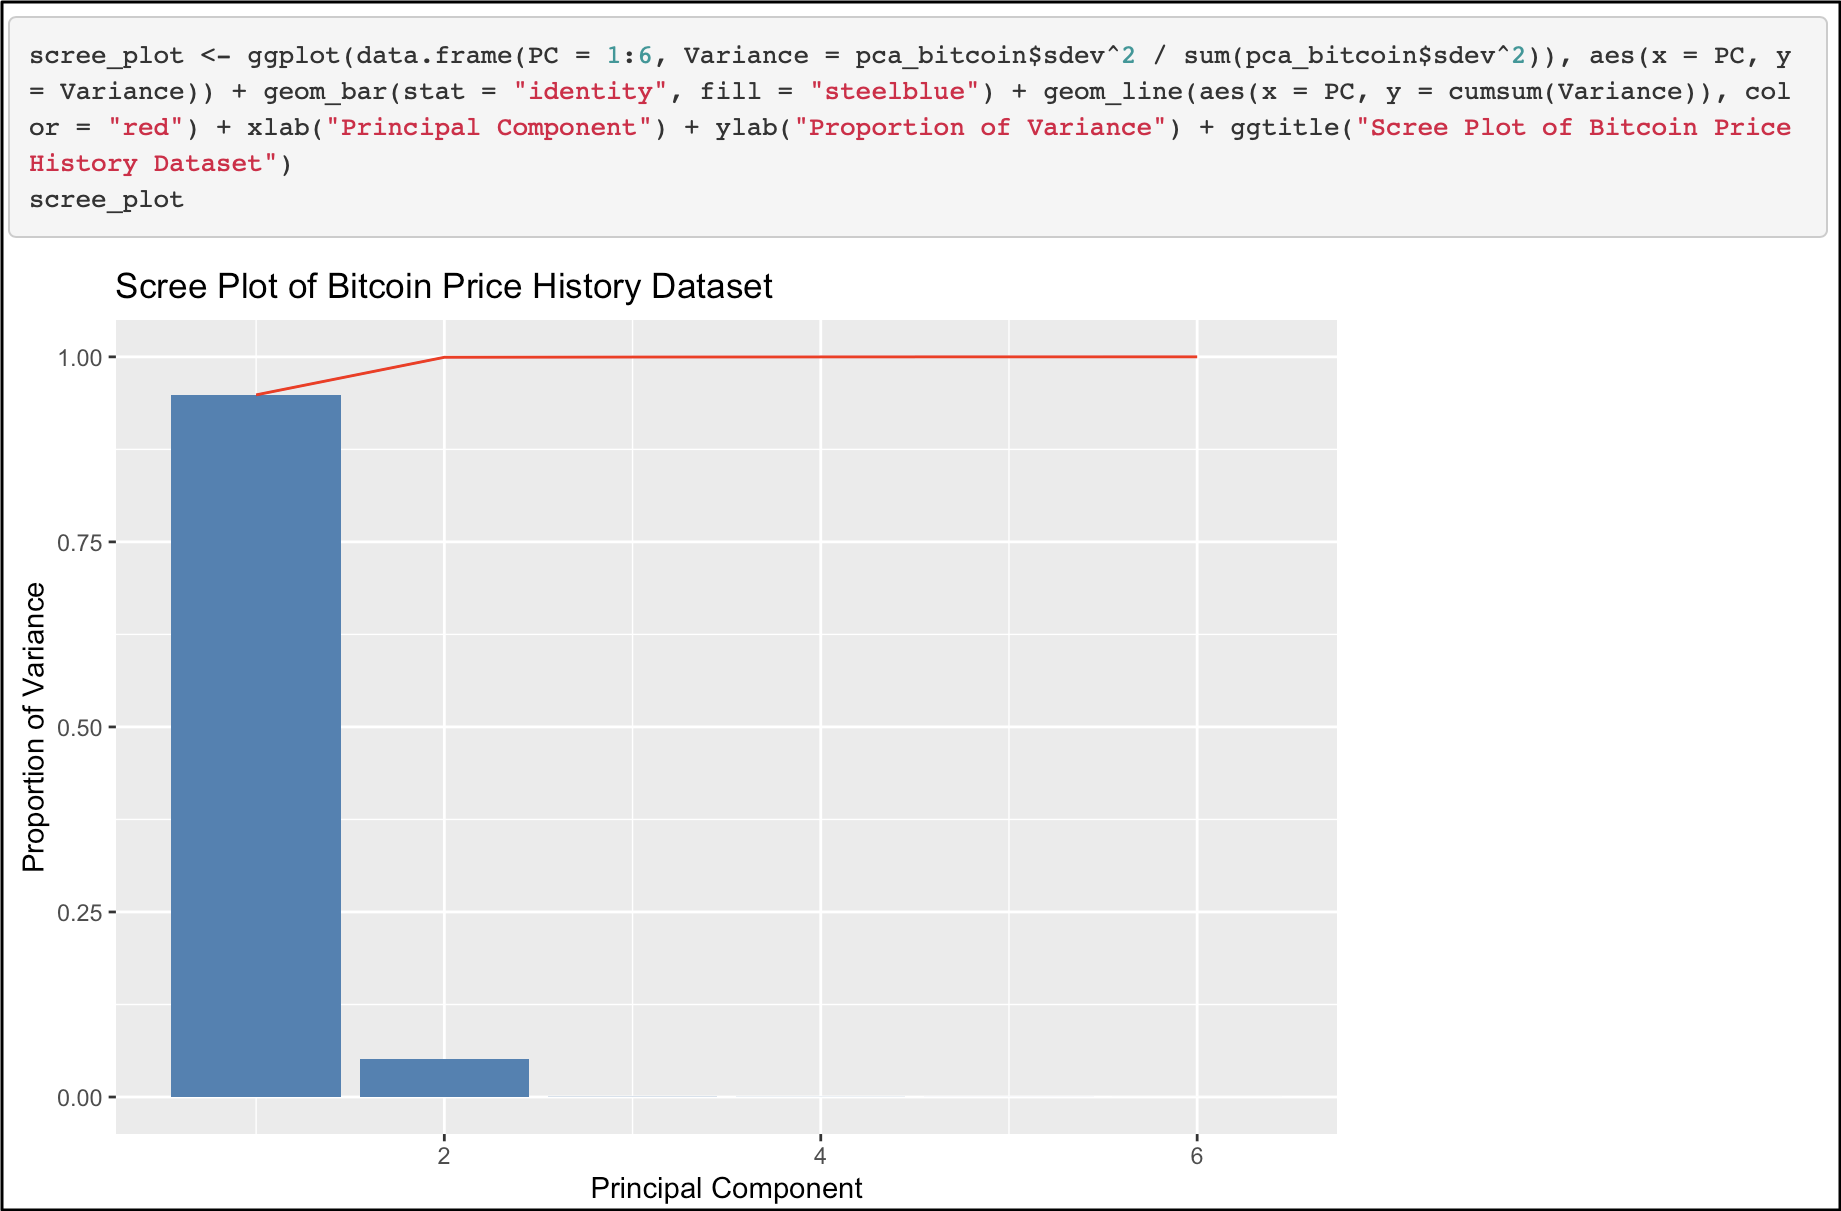 scree_plot <- ggplot(data.frame(PC = 1:6, Variance = pca_bitcoin$sdev^2 / sum(pca_bitcoin$sdev^2)), aes(x = PC, y
= Variance)) + geom_bar(stat = "identity", fill = "steelblue") + geom_line(aes(x = PC, y = cumsum(Variance)), col
or = "red") + xlab("Principal Component") + ylab("Proportion of Variance") + ggtitle("Scree Plot of Bitcoin Price
History Dataset")
scree_plot
Scree Plot of Bitcoin Price History Dataset
1.00
0.75
0.50
0.25
0.00
Proportion of Variance
2 4 6
Principal Component